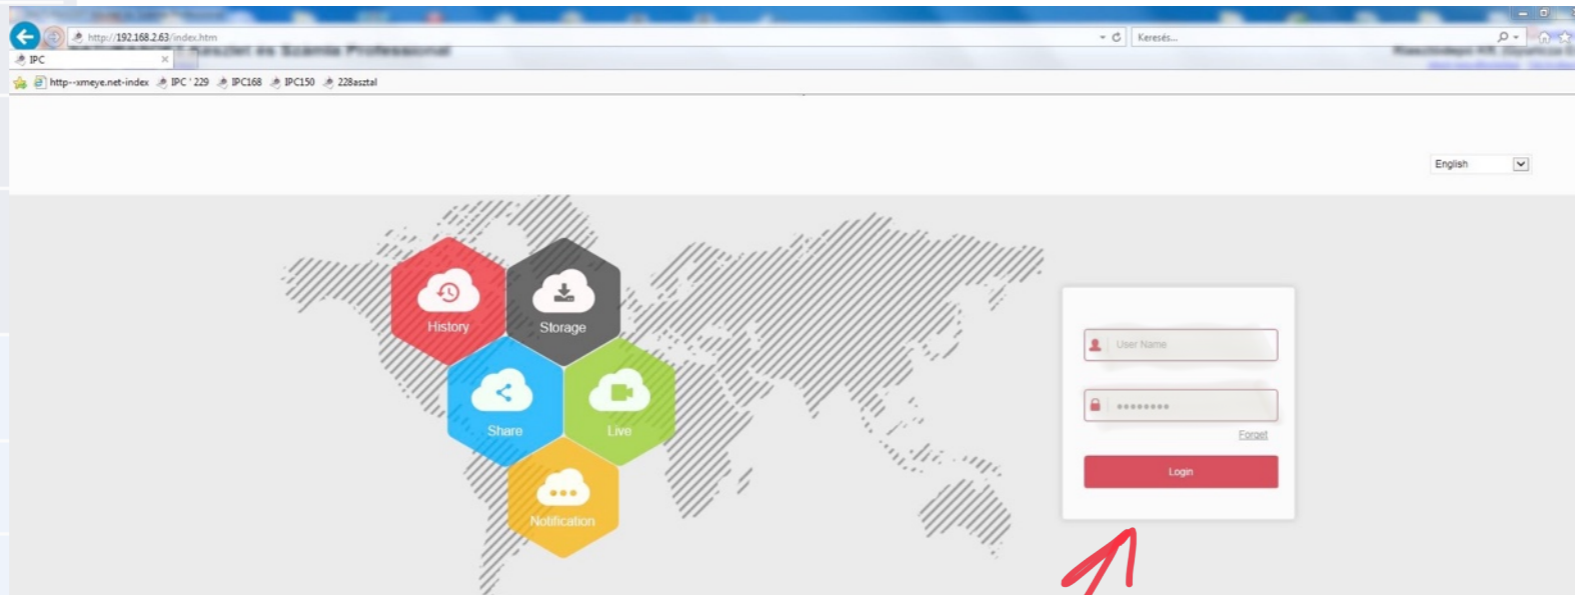 http://192.168.2.63/index.htm
Keresés...
IPC
http--xmeye.net-index IPC '229 IPC168 IPC150 228asztal
English
History
Storage
Share
Live
Notification
User Name
Forget
Login